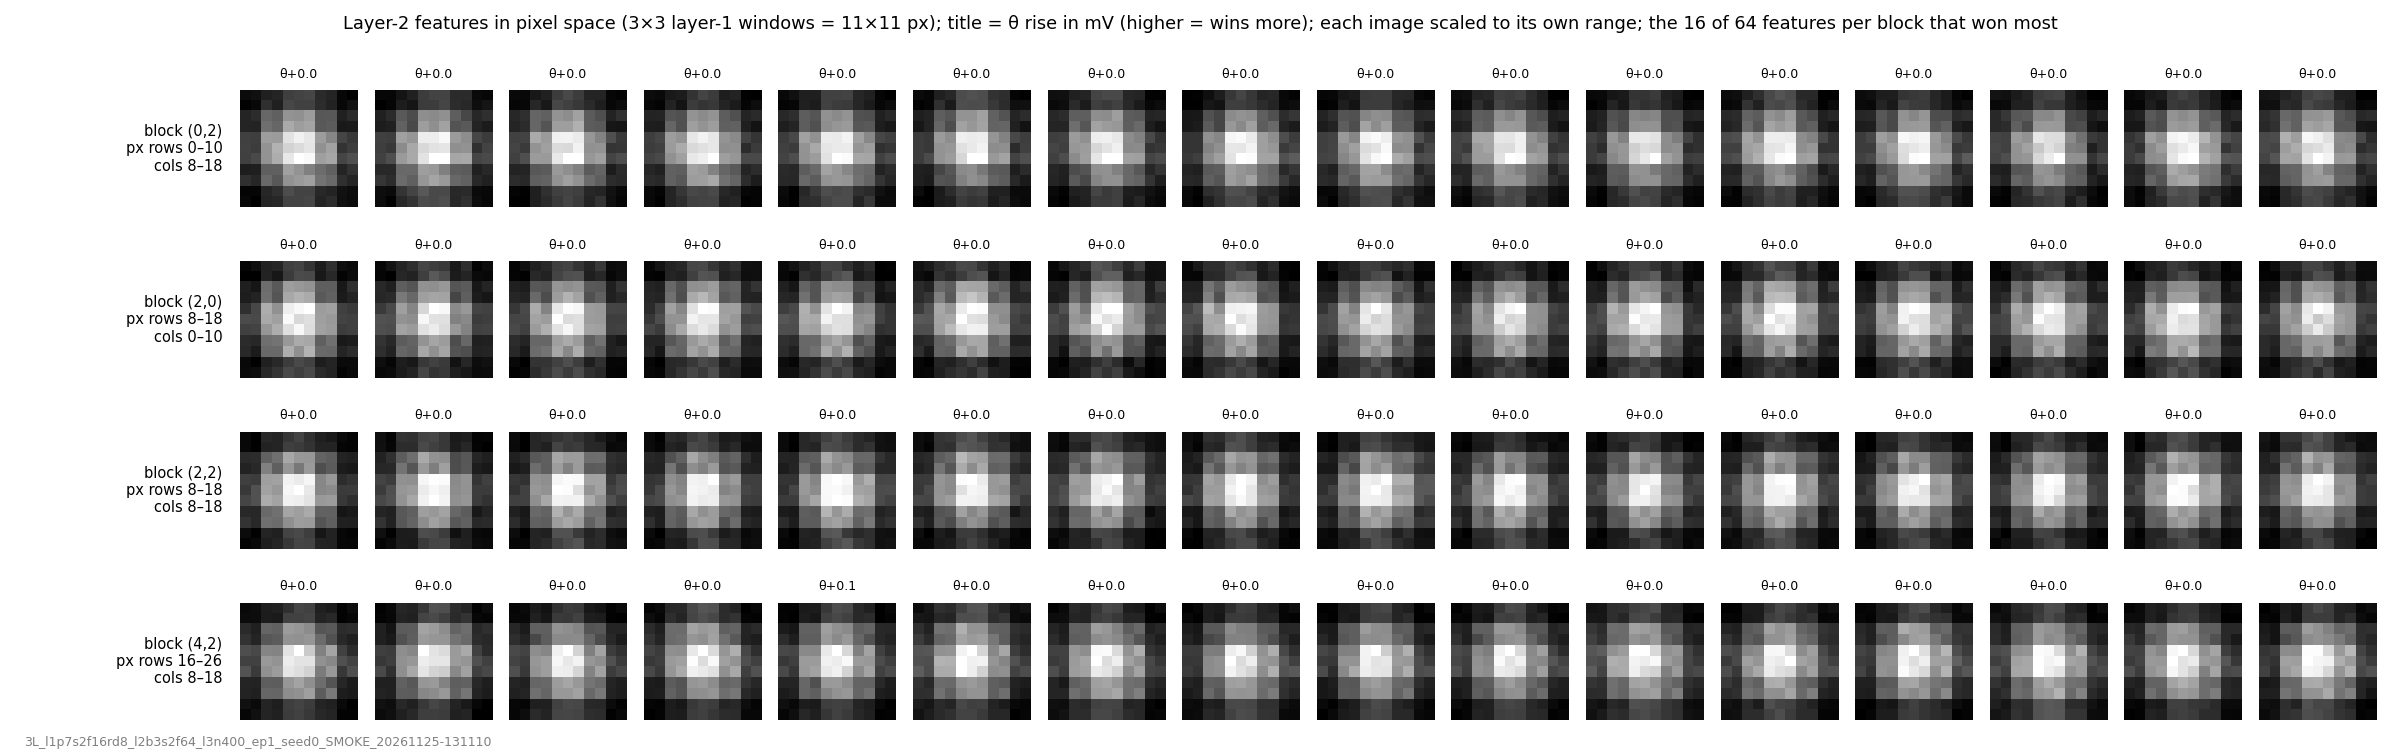 Layer-2 features in pixel space (3×3 layer-1 windows = 11×11 px); title = θ rise in mV (higher = wins more); each image scaled to its own range; the 16 of 64 features per block that won most
θ+0.0 θ+0.0 θ+0.0 θ+0.0 θ+0.0 θ+0.0 θ+0.0 θ+0.0 θ+0.0 θ+0.0 θ+0.0 θ+0.0 θ+0.0 θ+0.0 θ+0.0 θ+0.0
block (0,2)
px rows 0–10
cols 8–18
θ+0.0 θ+0.0 θ+0.0 θ+0.0 θ+0.0 θ+0.0 θ+0.0 θ+0.0 θ+0.0 θ+0.0 θ+0.0 θ+0.0 θ+0.0 θ+0.0 θ+0.0 θ+0.0
block (2,0)
px rows 8–18
cols 0–10
θ+0.0 θ+0.0 θ+0.0 θ+0.0 θ+0.0 θ+0.0 θ+0.0 θ+0.0 θ+0.0 θ+0.0 θ+0.0 θ+0.0 θ+0.0 θ+0.0 θ+0.0 θ+0.0
block (2,2)
px rows 8–18
cols 8–18
θ+0.0 θ+0.0 θ+0.0 θ+0.0 θ+0.1 θ+0.0 θ+0.0 θ+0.0 θ+0.0 θ+0.0 θ+0.0 θ+0.0 θ+0.0 θ+0.0 θ+0.0 θ+0.0
block (4,2)
px rows 16–26
cols 8–18
3L_l1p7s2f16rd8_l2b3s2f64_l3n400_ep1_seed0_SMOKE_20261125-131110